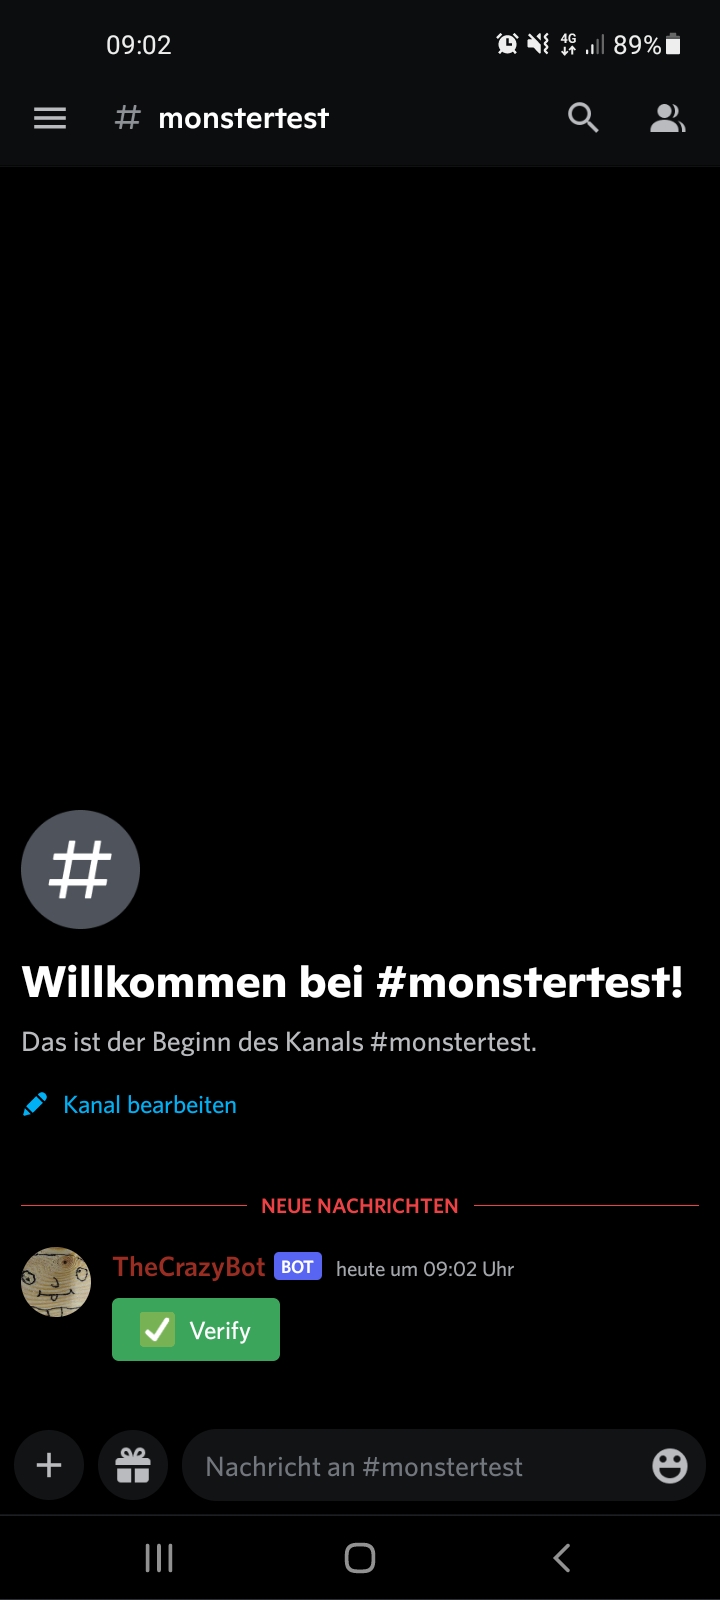 09:02
4G
89%
# monstertest
#
Willkommen bei #monstertest!
Das ist der Beginn des Kanals #monstertest.
Kanal bearbeiten
NEUE NACHRICHTEN
TheCrazyBot BOT heute um 09:02 Uhr
Verify
Nachricht an #monstertest